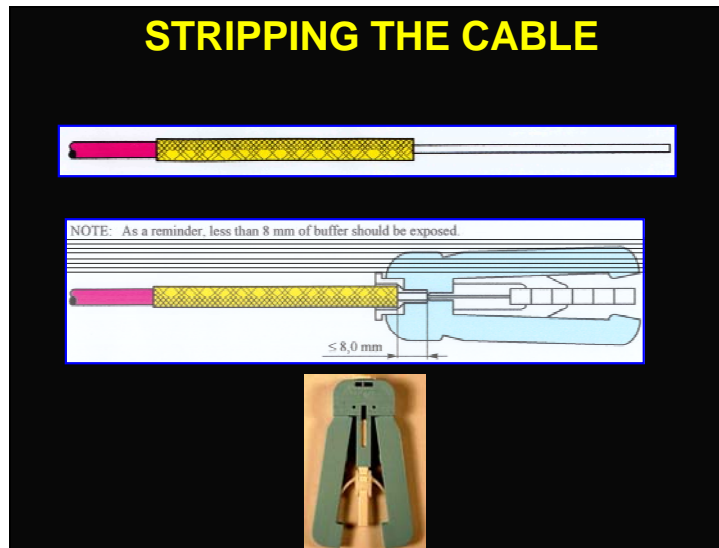 STRIPPING THE CABLE
NOTE: As a reminder, less than 8 mm of buffer should be exposed.
≤ 8,0 mm